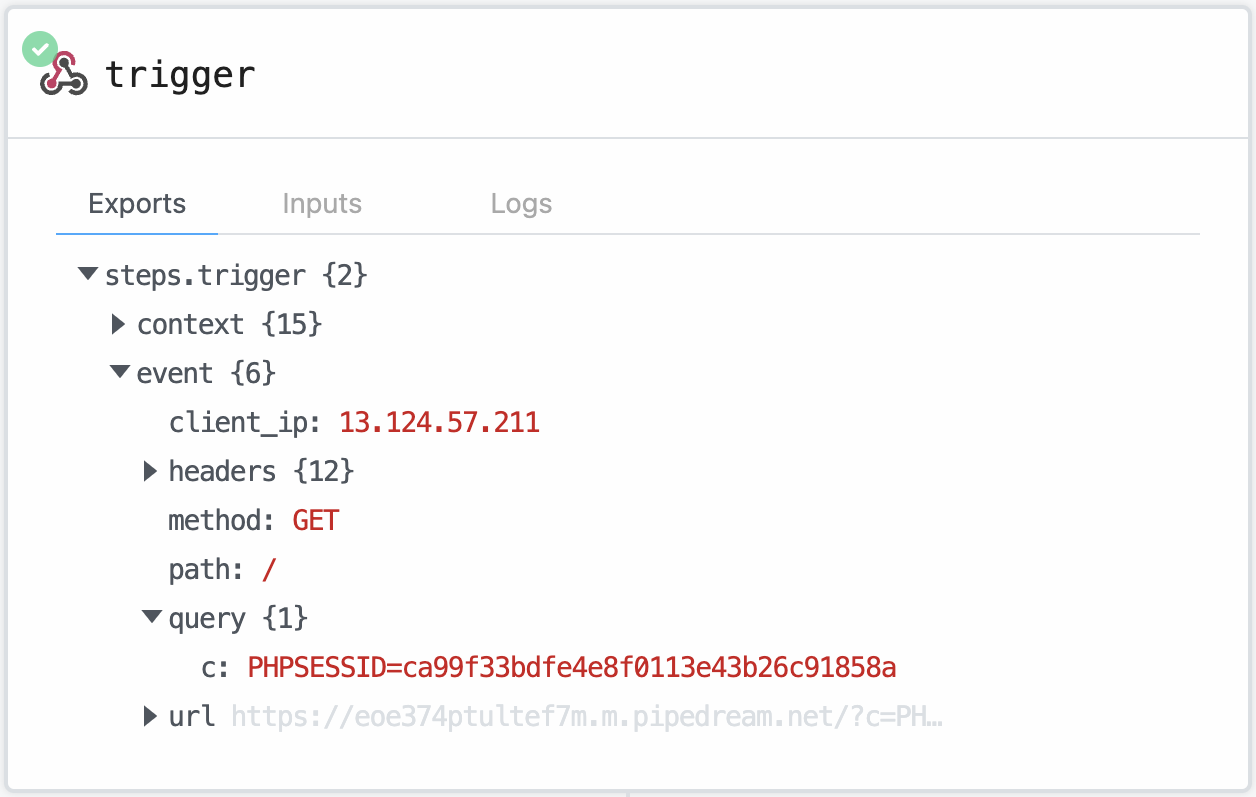 trigger
Exports Inputs Logs
steps.trigger {2}
context {15}
event {6}
client_ip: 13.124.57.211
headers {12}
method: GET
path: /
query {1}
c: PHPSESSID=ca99f33bdfe4e8f0113e43b26c91858a
url https://eoe374ptultef7m.m.pipedream.net/?c=PH…